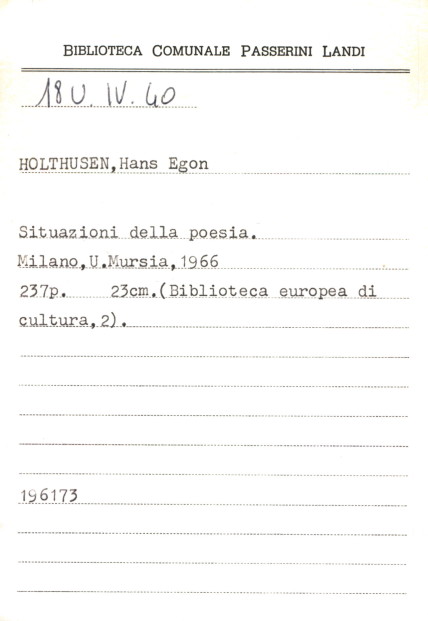 BIBLIOTECA COMUNALE PASSERINI LANDI
18 U. IV. 40
HOLTHUSEN,Hans Egon
Situazioni della poesia.
Milano,U.Mursia,1966
237p. 23cm.(Biblioteca europea di
cultura,2).
196173